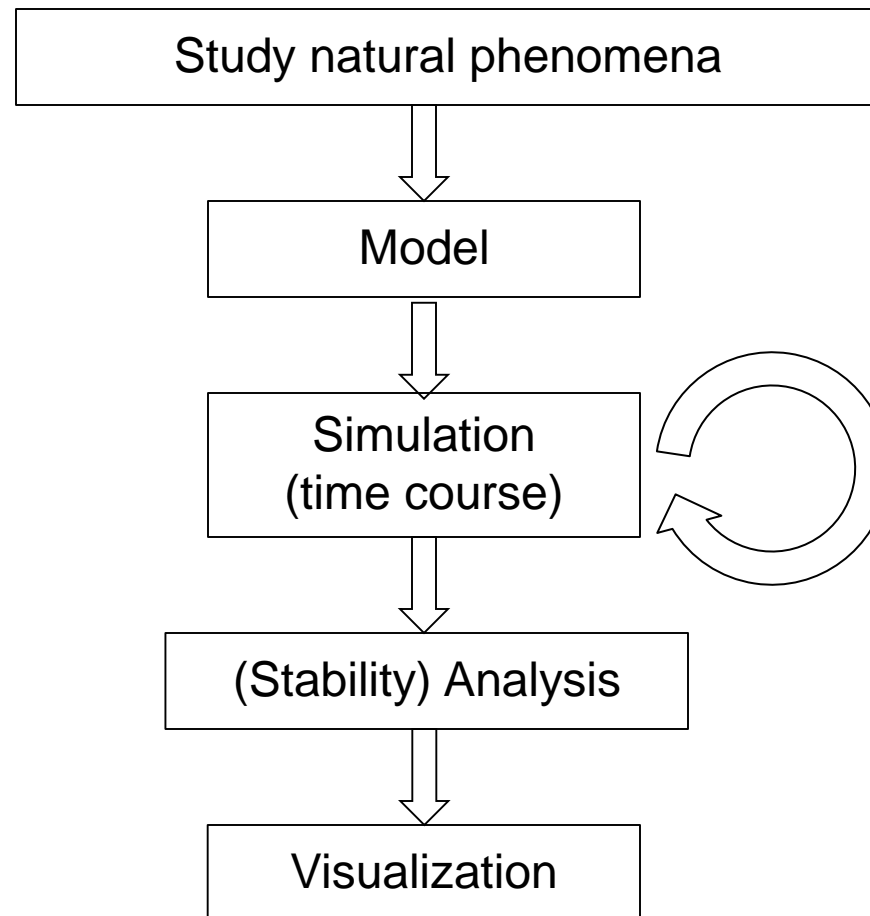 Study natural phenomena
Model
Simulation
(time course)
(Stability) Analysis
Visualization